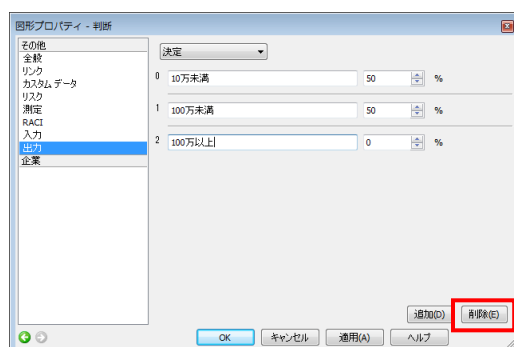 図形プロパティ - 判断
その他
全般
リンク
カスタム データ
リスク
測定
RACI
入力
出力
企業
決定
0 10万未満 50 %
1 100万未満 50 %
2 100万以上 0 %
追加(D) 削除(E)
OK キャンセル 適用(A) ヘルプ